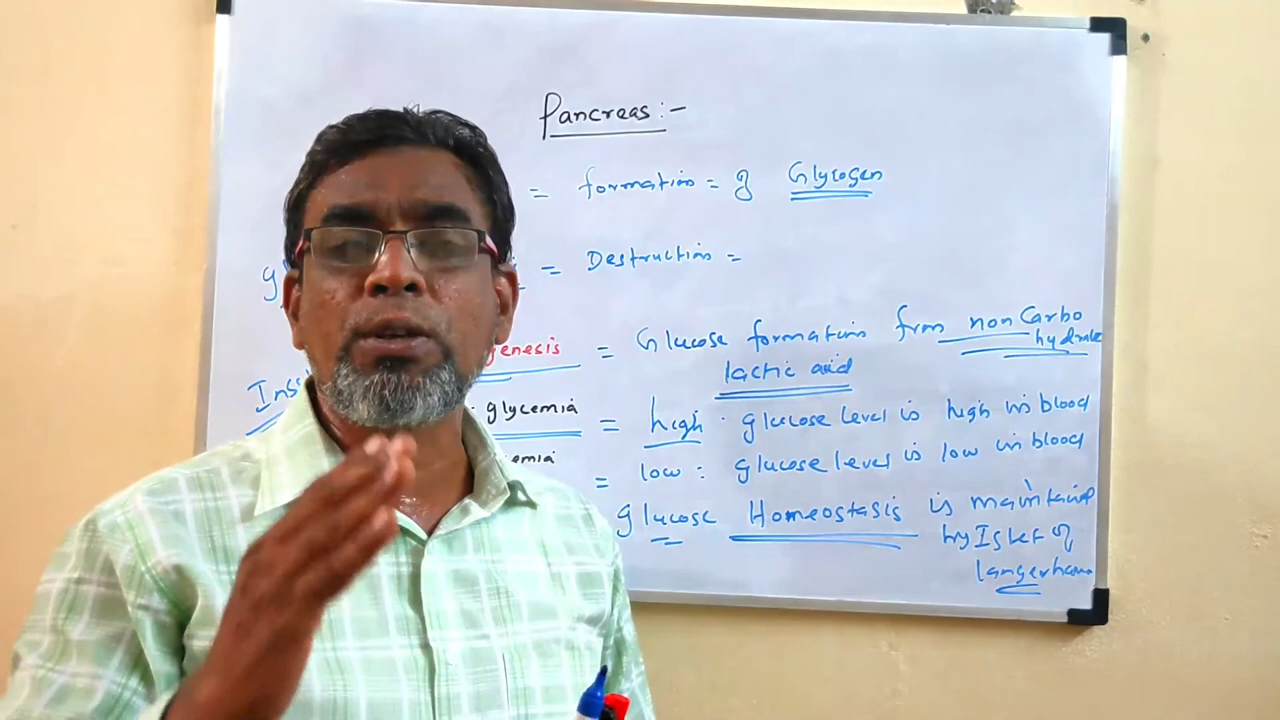 Pancreas:-
= formation = of Glycogen
g = Destruction =
genesis = Glucose formation from non Carbo hydrate
lactic acid
Ins
glycemia = high : glucose level is high in blood
emia = low : glucose level is low in blood
glucose Homeostasis is maintained
by Islet of
langerhans